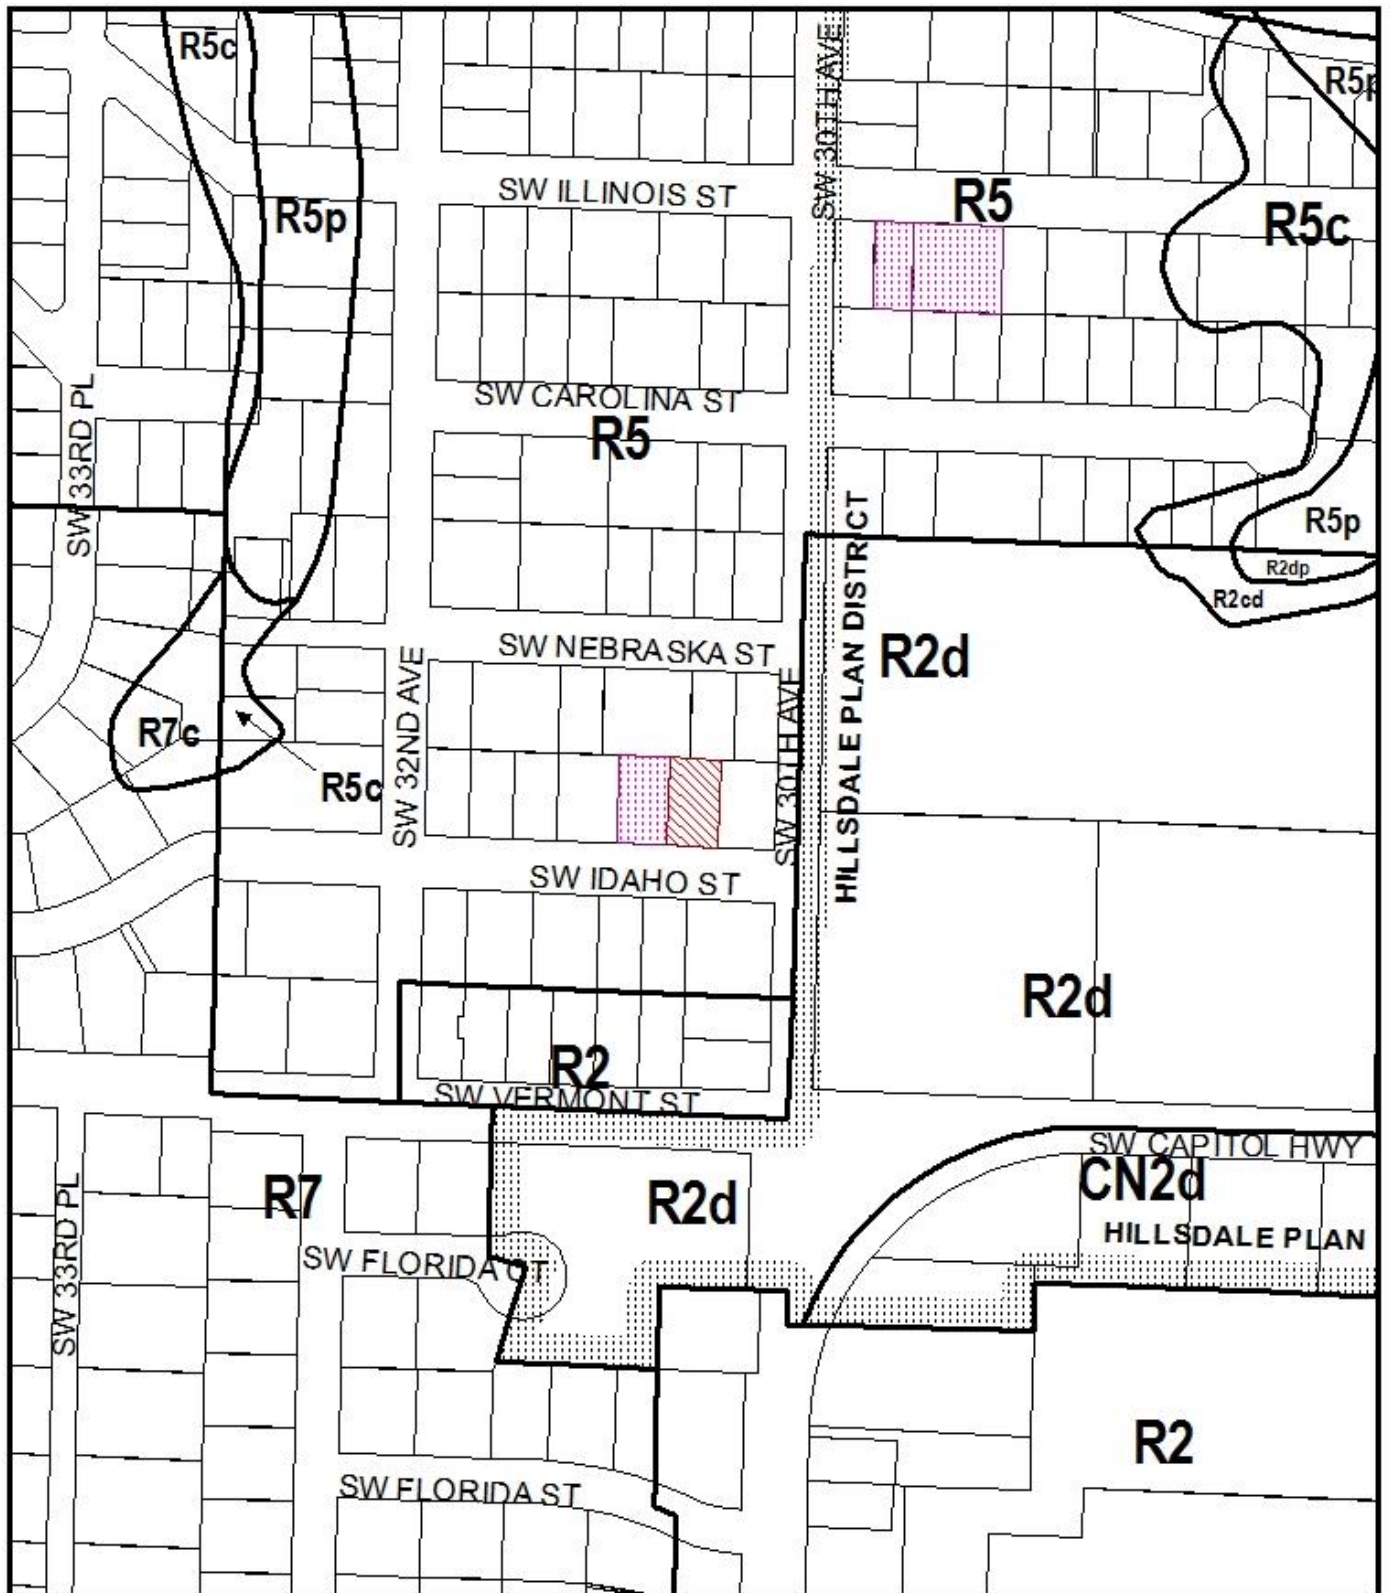 R5c
SW 30TH AVE
R5p
SW ILLINOIS ST
R5
R5p
R5c
SW 33RD PL
SW CAROLINA ST
R5
HILLSDALE PLAN DISTRICT
R5p
R2dp
R2cd
SW NEBRASKA ST
R2d
SW 32ND AVE
SW 30TH AVE
R7c
R5c
SW IDAHO ST
R2d
R2
SW VERMONT ST
SW CAPITOL HWY
CN2d
R7
R2d
HILLSDALE PLAN
SW 33RD PL
SW FLORIDA CT
R2
SW FLORIDA ST